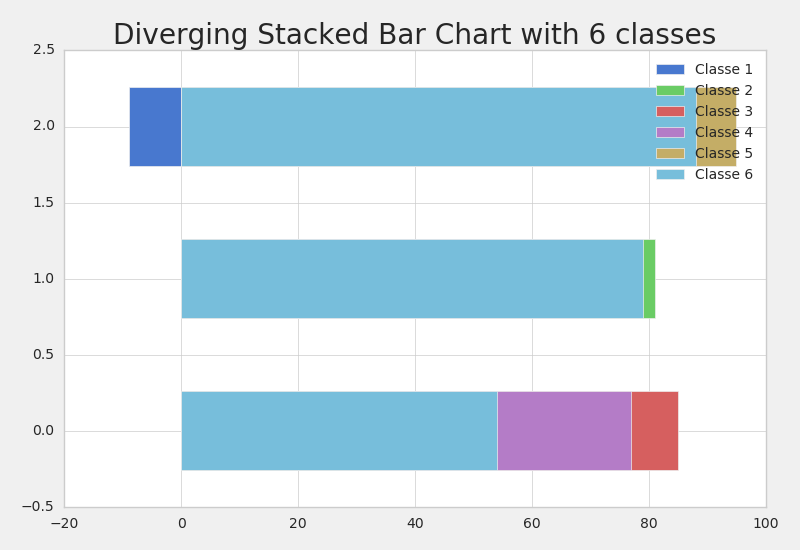 Diverging Stacked Bar Chart with 6 classes
2.5
2.0
1.5
1.0
0.5
0.0
−0.5
−20 0 20 40 60 80 100
Classe 1
Classe 2
Classe 3
Classe 4
Classe 5
Classe 6